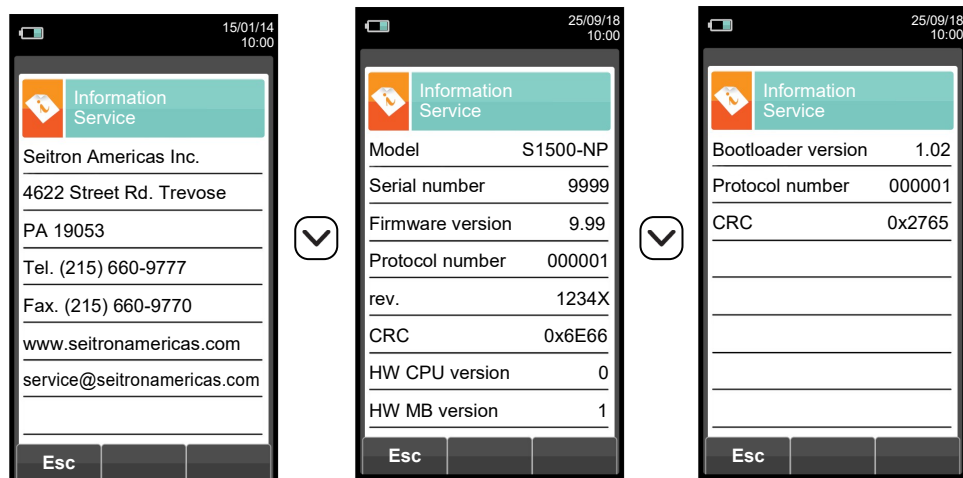 15/01/14
10:00
Information
Service
Seitron Americas Inc.
4622 Street Rd. Trevose
PA 19053
Tel. (215) 660-9777
Fax. (215) 660-9770
www.seitronamericas.com
service@seitronamericas.com
Esc
25/09/18
10:00
Information
Service
Model S1500-NP
Serial number 9999
Firmware version 9.99
Protocol number 000001
rev. 1234X
CRC 0x6E66
HW CPU version 0
HW MB version 1
Esc
25/09/18
10:00
Information
Service
Bootloader version 1.02
Protocol number 000001
CRC 0x2765
Esc